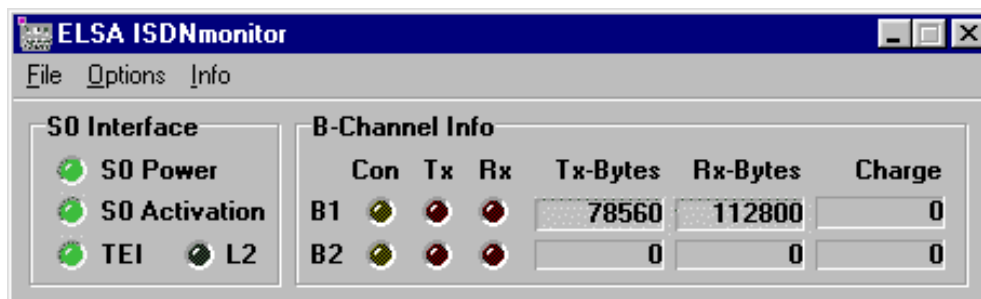 ELSA ISDNmonitor
File Options Info
S0 Interface
S0 Power
S0 Activation
TEI L2
B-Channel Info
Con Tx Rx Tx-Bytes Rx-Bytes Charge
B1 78560 112800 0
B2 0 0 0